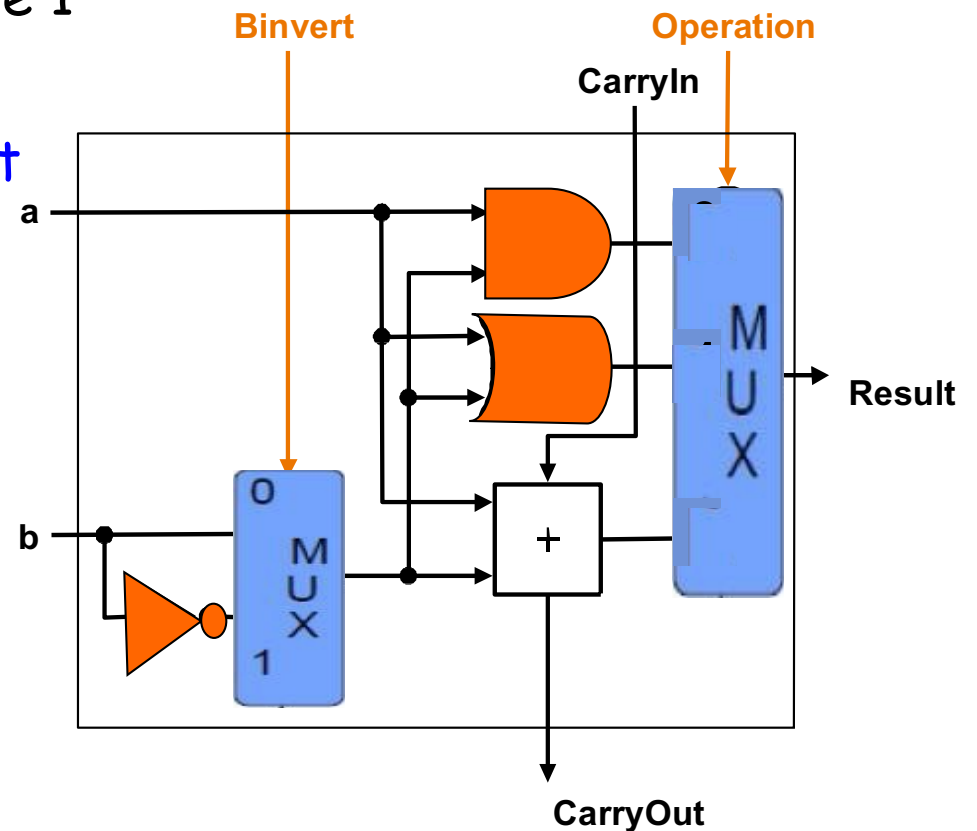 Binvert
Operation
CarryIn
a
b
0
M
U
X
1
+
M
U
X
Result
CarryOut